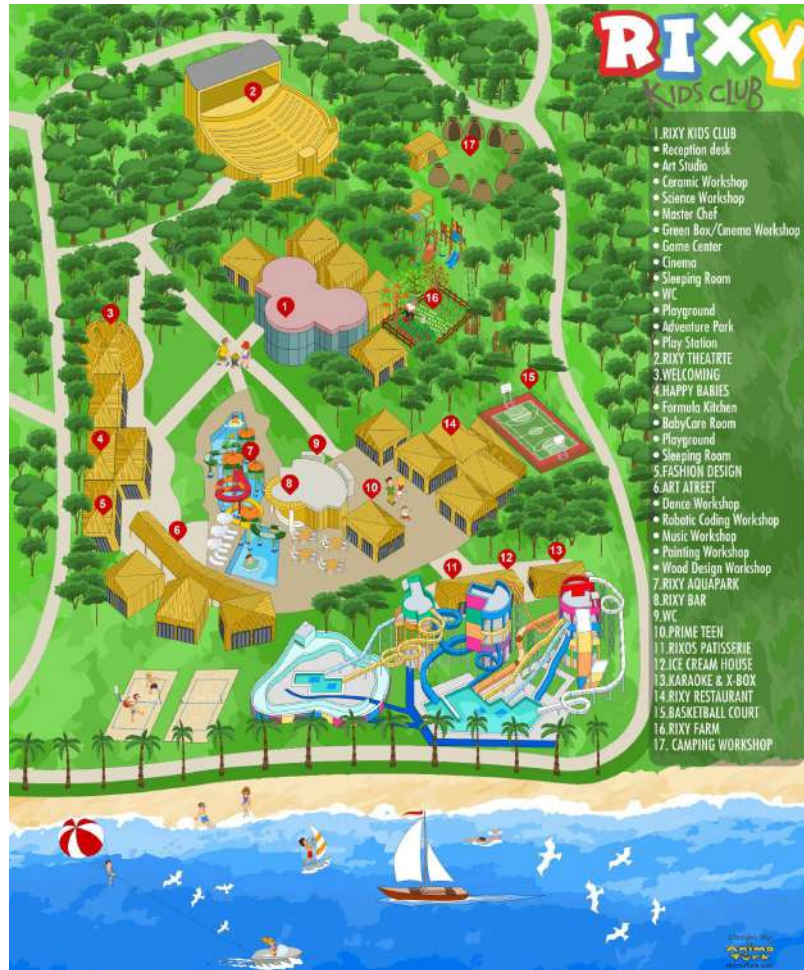 RIXY
KIDS CLUB
1.RIXY KIDS CLUB
• Reception desk
• Art Studio
• Ceramic Workshop
• Science Workshop
• Master Chef
• Green Box/Cinema Workshop
• Game Center
• Cinema
• Sleeping Room
• WC
• Playground
• Adventure Park
• Play Station
2.RIXY THEATRTE
3.WELCOMING
4.HAPPY BABIES
• Formula Kitchen
• BabyCare Room
• Playground
• Sleeping Room
5.FASHION DESIGN
6.ART ATREET
• Dance Workshop
• Robotic Coding Workshop
• Music Workshop
• Painting Workshop
• Wood Design Workshop
7.RIXY AQUAPARK
8.RIXY BAR
9.WC
10.PRIME TEEN
11.RIXOS PATISSERIE
12.ICE CREAM HOUSE
13.KARAOKE & X-BOX
14.RIXY RESTAURANT
15.BASKETBALL COURT
16.RIXY FARM
17. CAMPING WORKSHOP
2
17
1
16
3
15
14
4
9
7
8
10
5
6
11
12
13
Design By
Anima
Türk